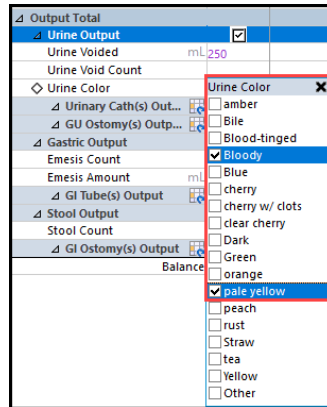 Output Total
Urine Output
Urine Voided mL 250
Urine Void Count
Urine Color
Urinary Cath(s) Out...
GU Ostomy(s) Outp...
Gastric Output
Emesis Count
Emesis Amount mL
GI Tube(s) Output
Stool Output
Stool Count
GI Ostomy(s) Output
Balance
Urine Color X
amber
Bile
Blood-tinged
Bloody
Blue
cherry
cherry w/ clots
clear cherry
Dark
Green
orange
pale yellow
peach
rust
Straw
tea
Yellow
Other